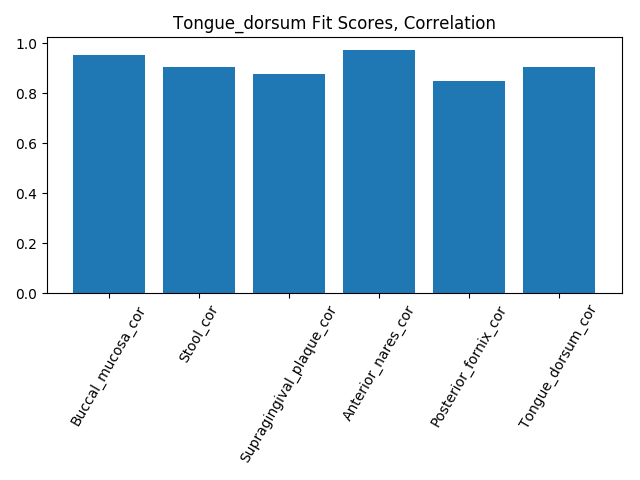 Tongue_dorsum Fit Scores, Correlation
1.0
0.8
0.6
0.4
0.2
0.0
Buccal_mucosa_cor
Stool_cor
Supragingival_plaque_cor
Anterior_nares_cor
Posterior_fornix_cor
Tongue_dorsum_cor